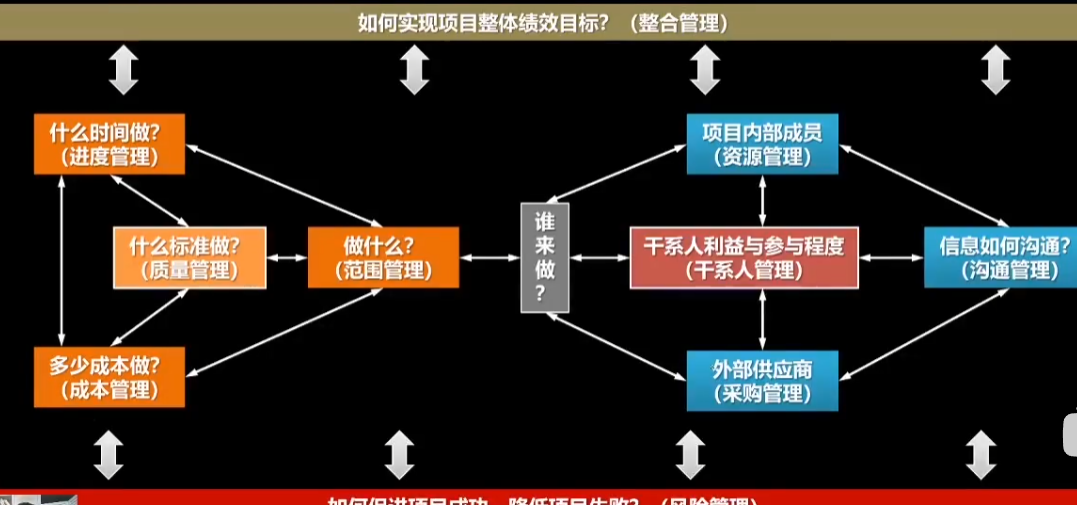 如何实现项目整体绩效目标？（整合管理）
什么时间做？
（进度管理）
项目内部成员
（资源管理）
什么标准做？
（质量管理）
做什么？
（范围管理）
谁
来
做
？
干系人利益与参与程度
（干系人管理）
信息如何沟通？
（沟通管理）
多少成本做？
（成本管理）
外部供应商
（采购管理）
如何促进项目成功、降低项目失败？（风险管理）